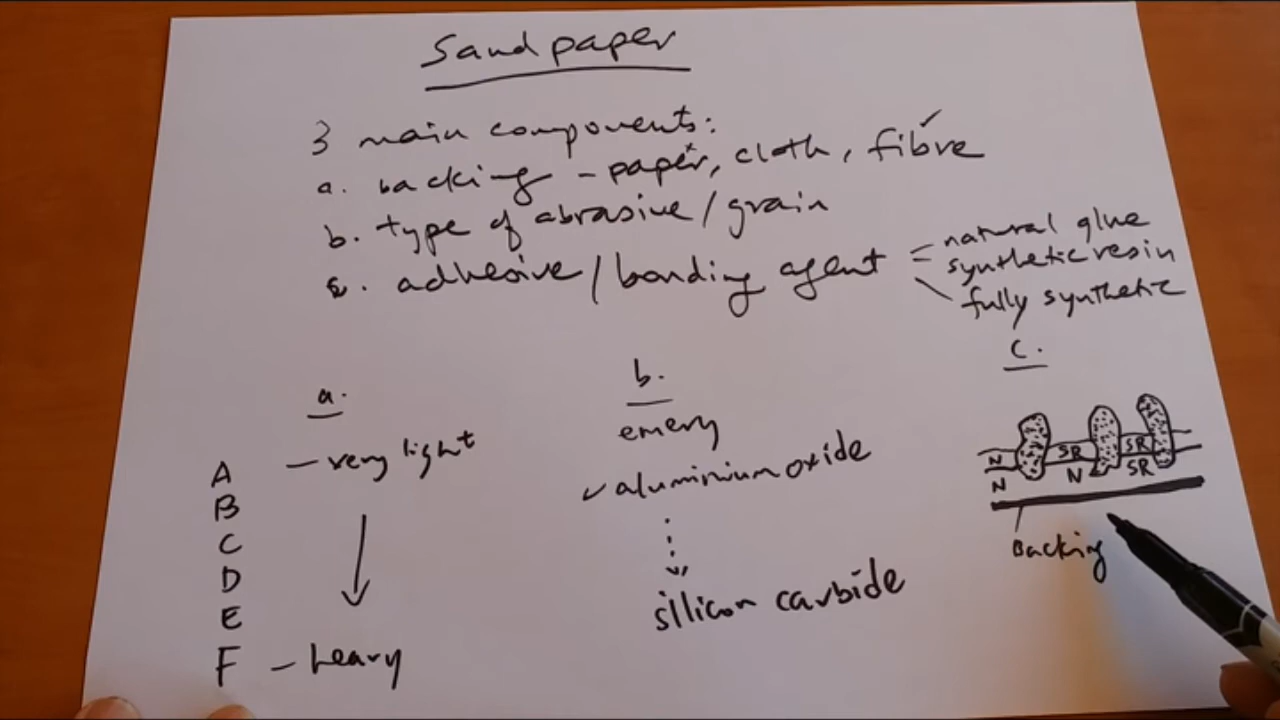 Sandpaper
3 main components:
a. backing - paper, cloth, fibre
b. type of abrasive / grain
c. adhesive / bonding agent
natural glue
synthetic resin
fully synthetic
a.
A - very light
B
C
D
E
F - heavy
b.
emery
✓ aluminium oxide
silicon carbide
c.
N SR SR
N N SR
Backing